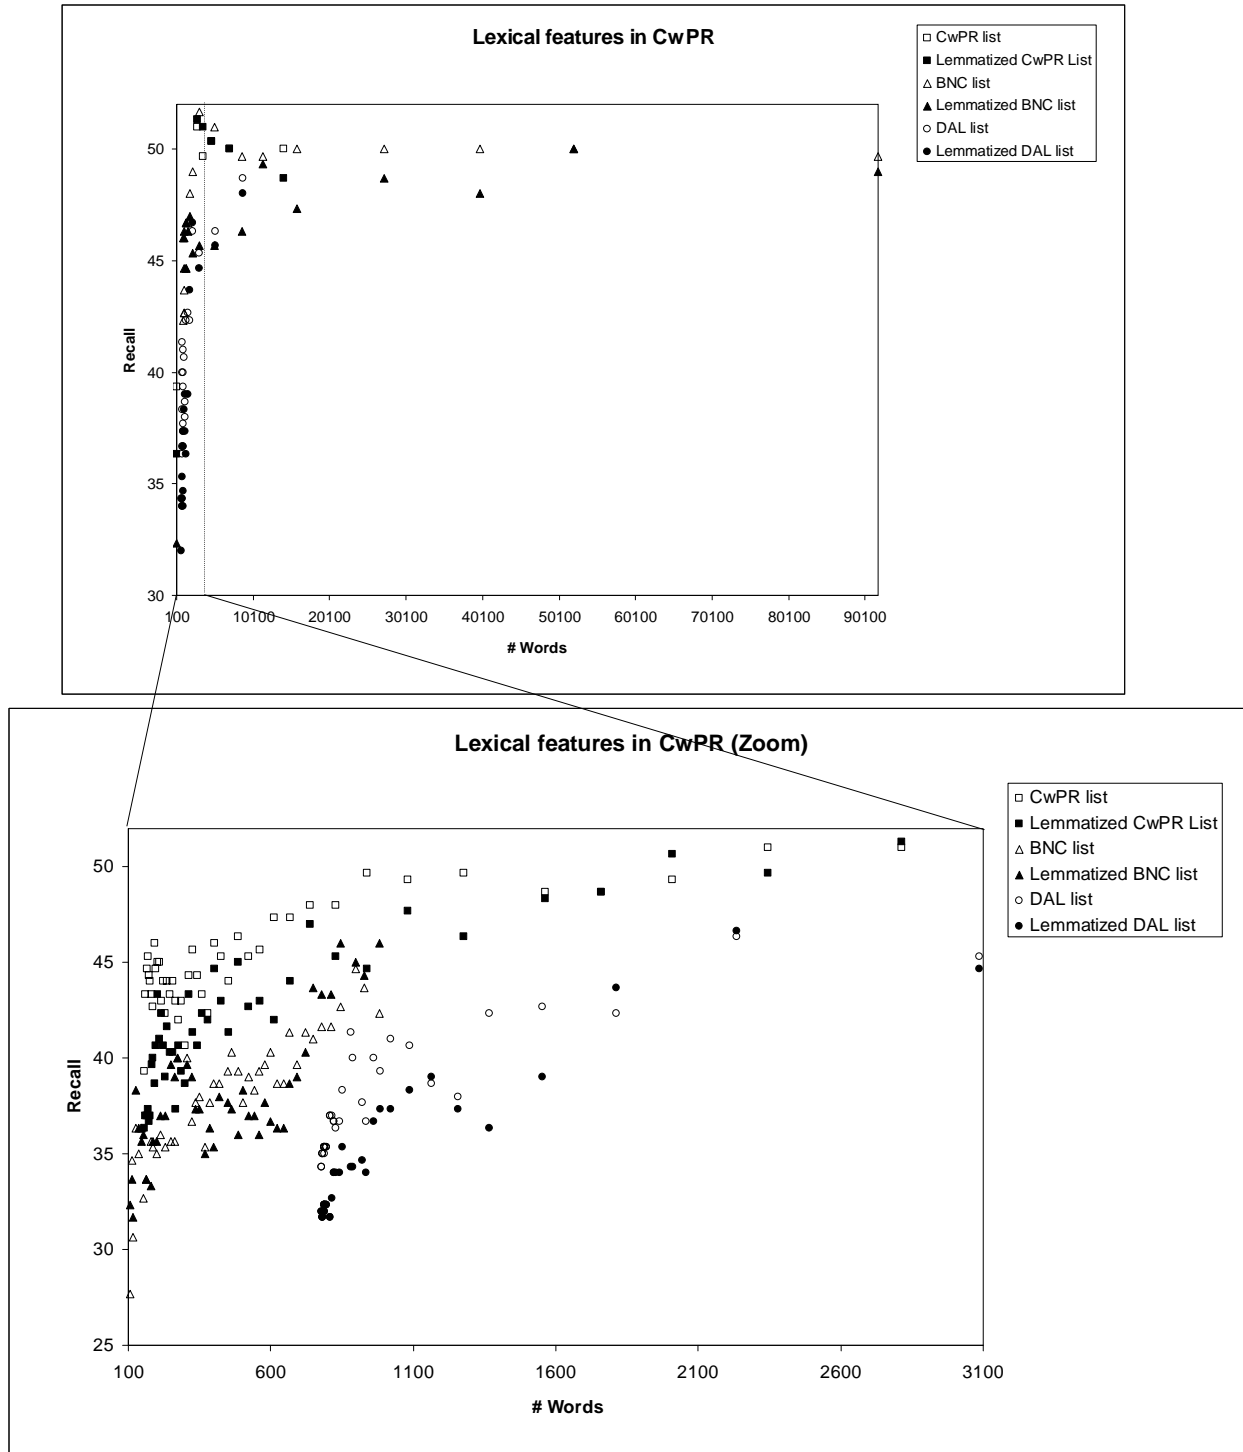 Lexical features in CwPR
CwPR list
Lemmatized CwPR List
BNC list
Lemmatized BNC list
DAL list
Lemmatized DAL list
50
45
40
35
30
Recall
100 10100 20100 30100 40100 50100 60100 70100 80100 90100
# Words
Lexical features in CwPR (Zoom)
CwPR list
Lemmatized CwPR List
BNC list
Lemmatized BNC list
DAL list
Lemmatized DAL list
50
45
40
35
30
25
Recall
100 600 1100 1600 2100 2600 3100
# Words